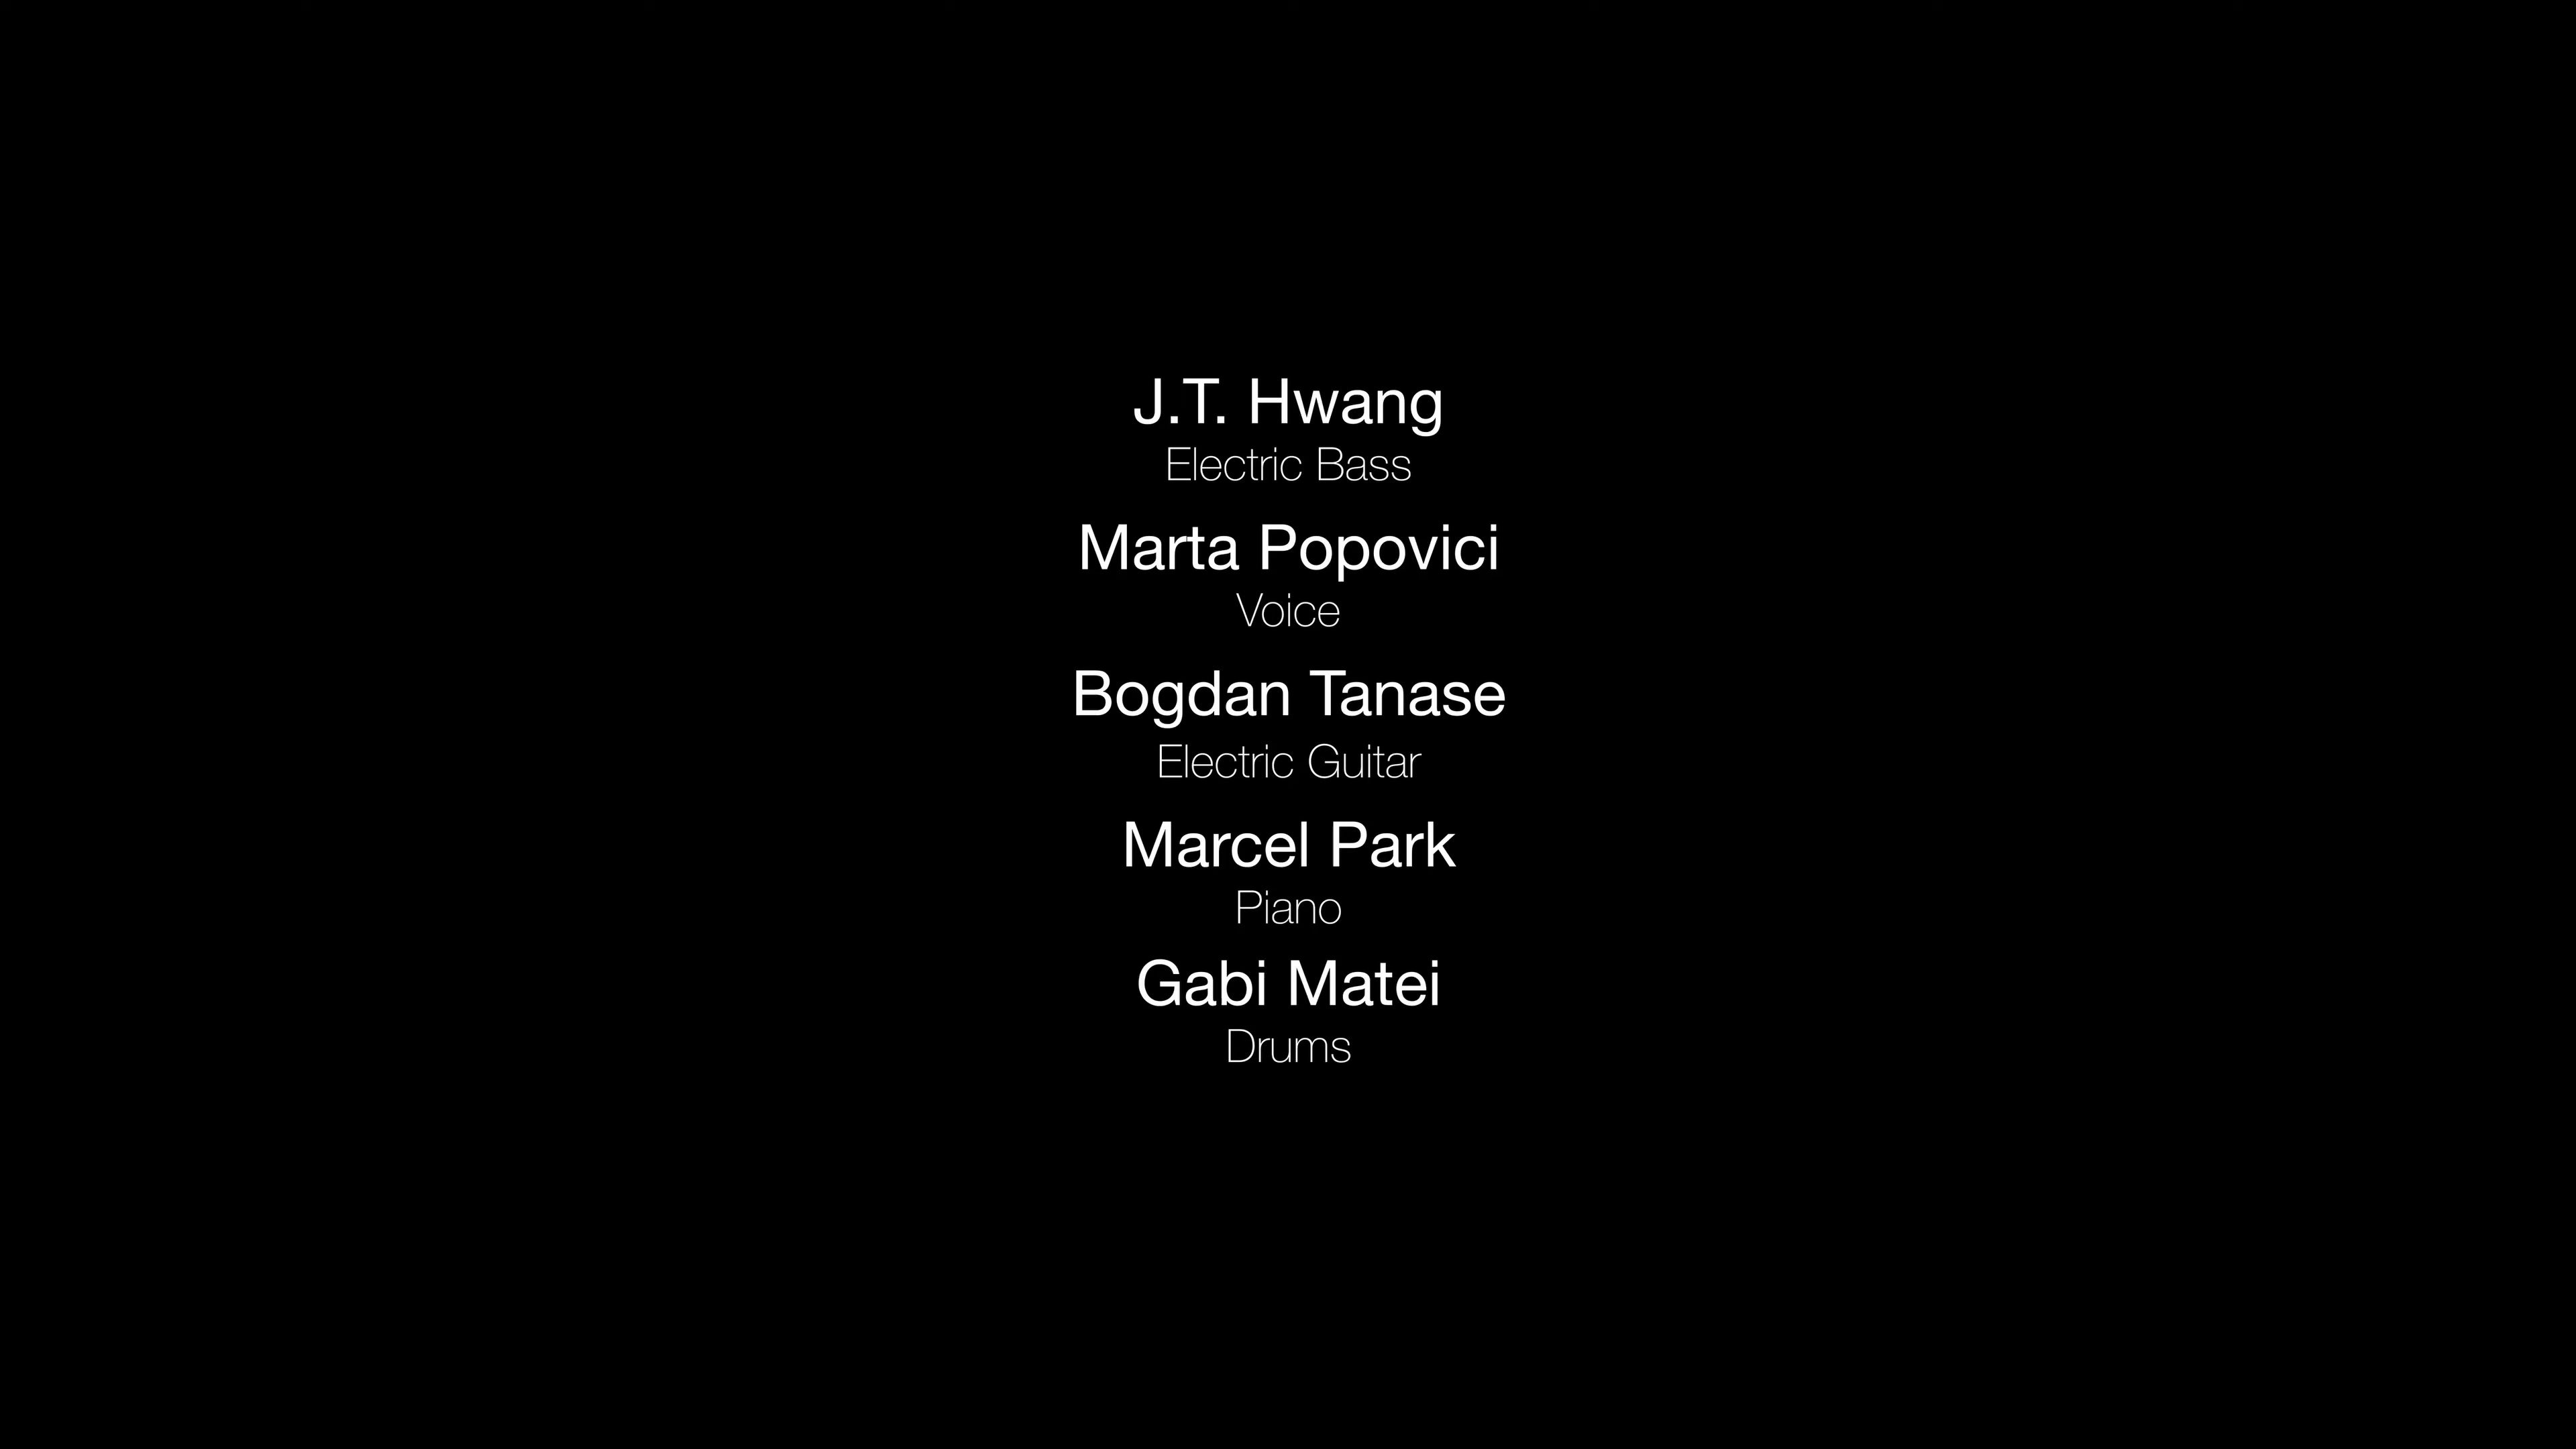 J.T. Hwang
Electric Bass
Marta Popovici
Voice
Bogdan Tanase
Electric Guitar
Marcel Park
Piano
Gabi Matei
Drums